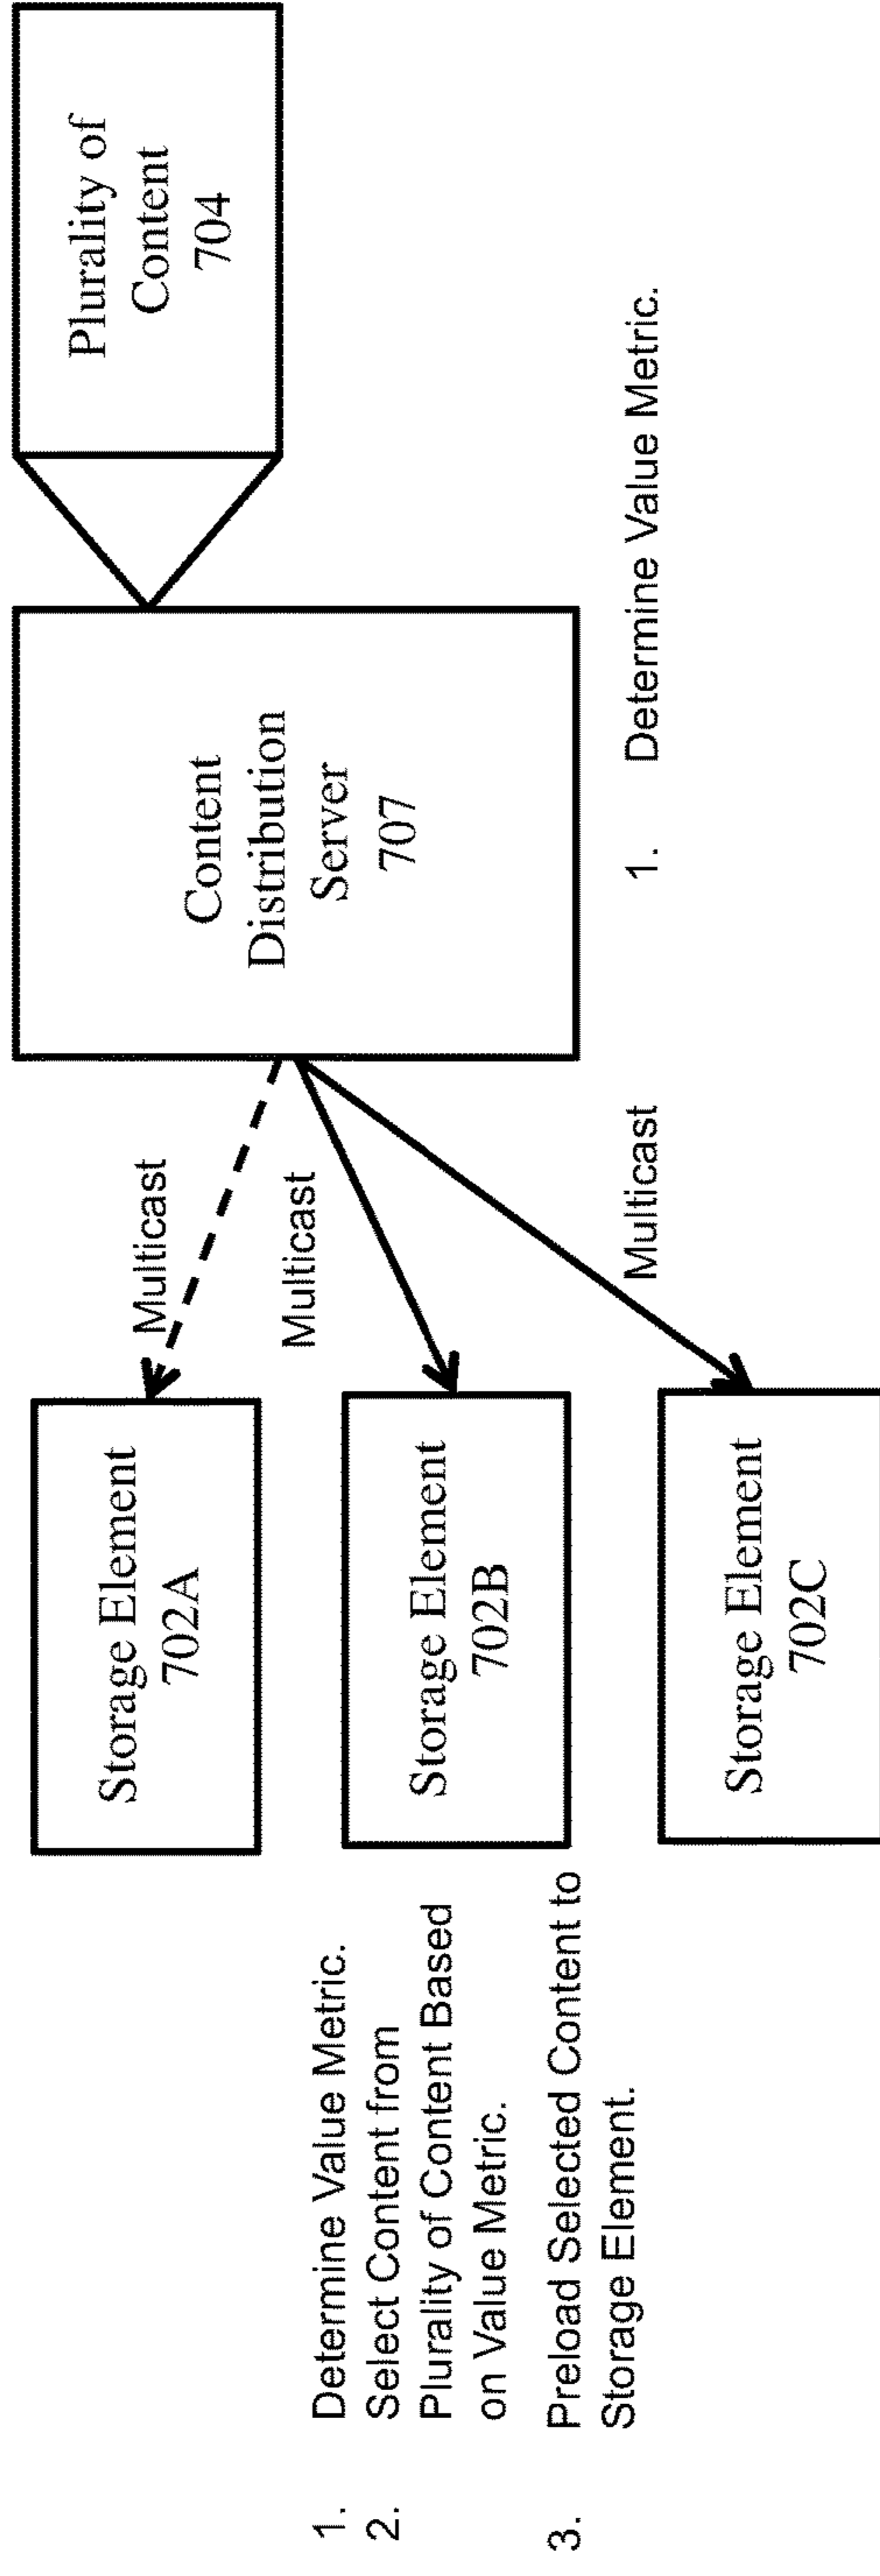 1. Determine Value Metric.
2. Select Content from
Plurality of Content Based
on Value Metric.
3. Preload Selected Content to
Storage Element.
Storage Element
702A
Storage Element
702B
Storage Element
702C
Multicast
Multicast
Multicast
Content
Distribution
Server
707
1. Determine Value Metric.
Plurality of
Content
704